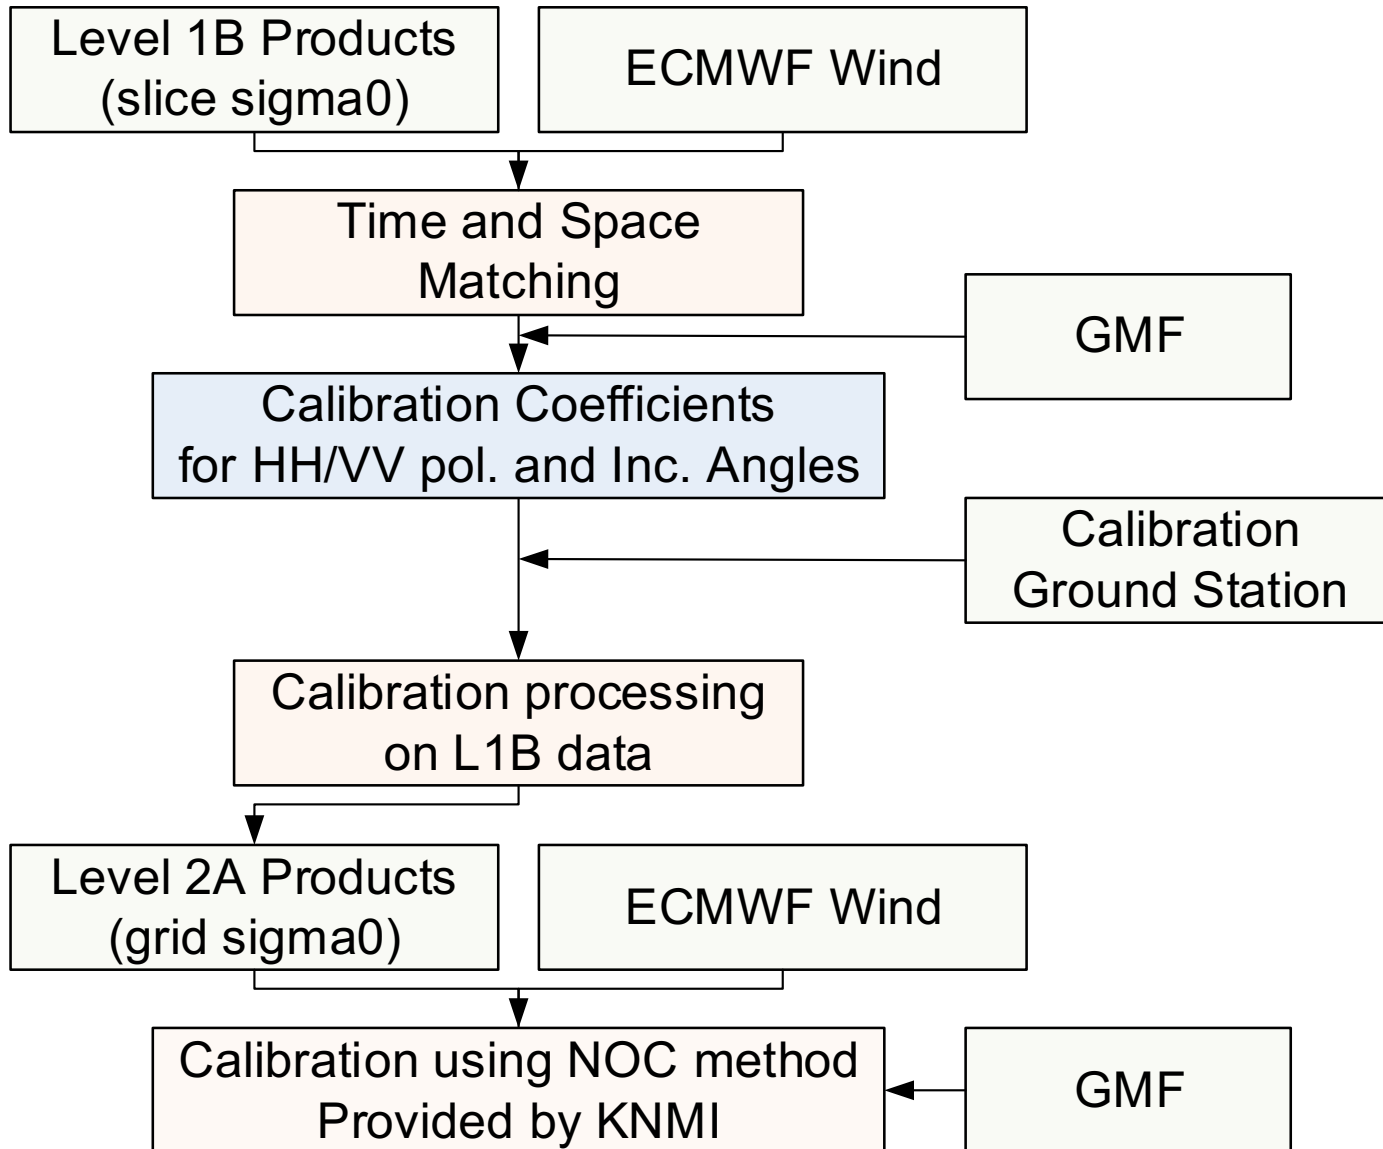 Level 1B Products
(slice sigma0)
ECMWF Wind
Time and Space
Matching
GMF
Calibration Coefficients
for HH/VV pol. and Inc. Angles
Calibration
Ground Station
Calibration processing
on L1B data
Level 2A Products
(grid sigma0)
ECMWF Wind
Calibration using NOC method
Provided by KNMI
GMF